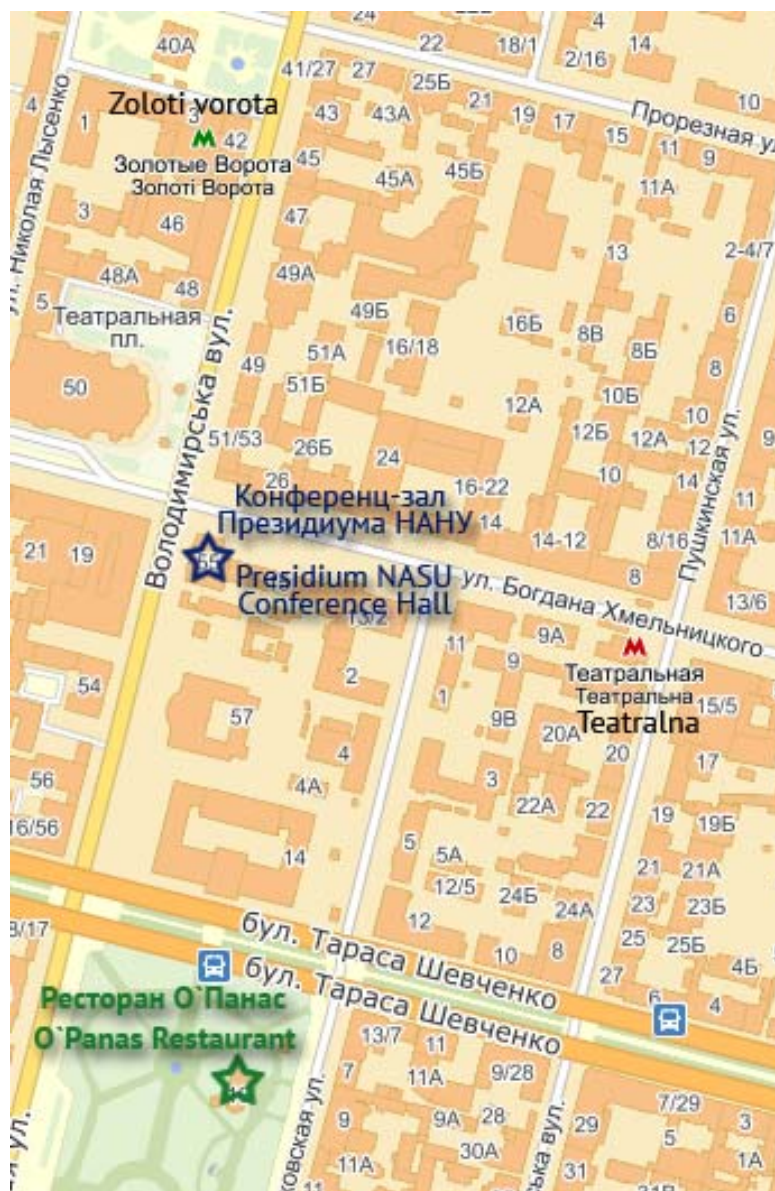 24
22
18/1
4
2/16
14
40А
41/27
27
25Б
21
19
17
15
10
Прорезная ул
4
1
Zoloti vorota
3
42
43
43А
Золотые Ворота
Золоті Ворота
45
45А
45Б
11
9
11А
ул. Николая Лысенко
3
46
47
13
2-4/7
48А
48
49А
5
Театральная
пл.
49Б
16/18
16Б
8В
8Б
6
8
50
49
51А
51Б
12А
10Б
10
51/53
26Б
24
12Б
12А
12
26
Конференц-зал
Президиума НАНУ
16-22
14
10
14
11
21
19
14-12
8/16
11А
Володимирська вул.
Пушкинская ул.
Presidium NASU
Conference Hall
ул. Богдана Хмельницкого
8
13/6
13/2
11
9А
9
Театральная
Театральна
Teatralna
54
2
1
57
9В
20А
15/5
4
20
17
56
4А
3
22А
22
19
19Б
16/56
14
5
5А
12/5
24Б
24А
21
21А
23
23Б
12
10
8
25
25Б
бул. Тараса Шевченко
8/17
27
6
4Б
4
бул. Тараса Шевченко
Ресторан О`Панас
O`Panas Restaurant
13/7
11
7
11А
9/28
9
9А
28
30А
11А
11
29
31
7/29
5
3
1А
31Б